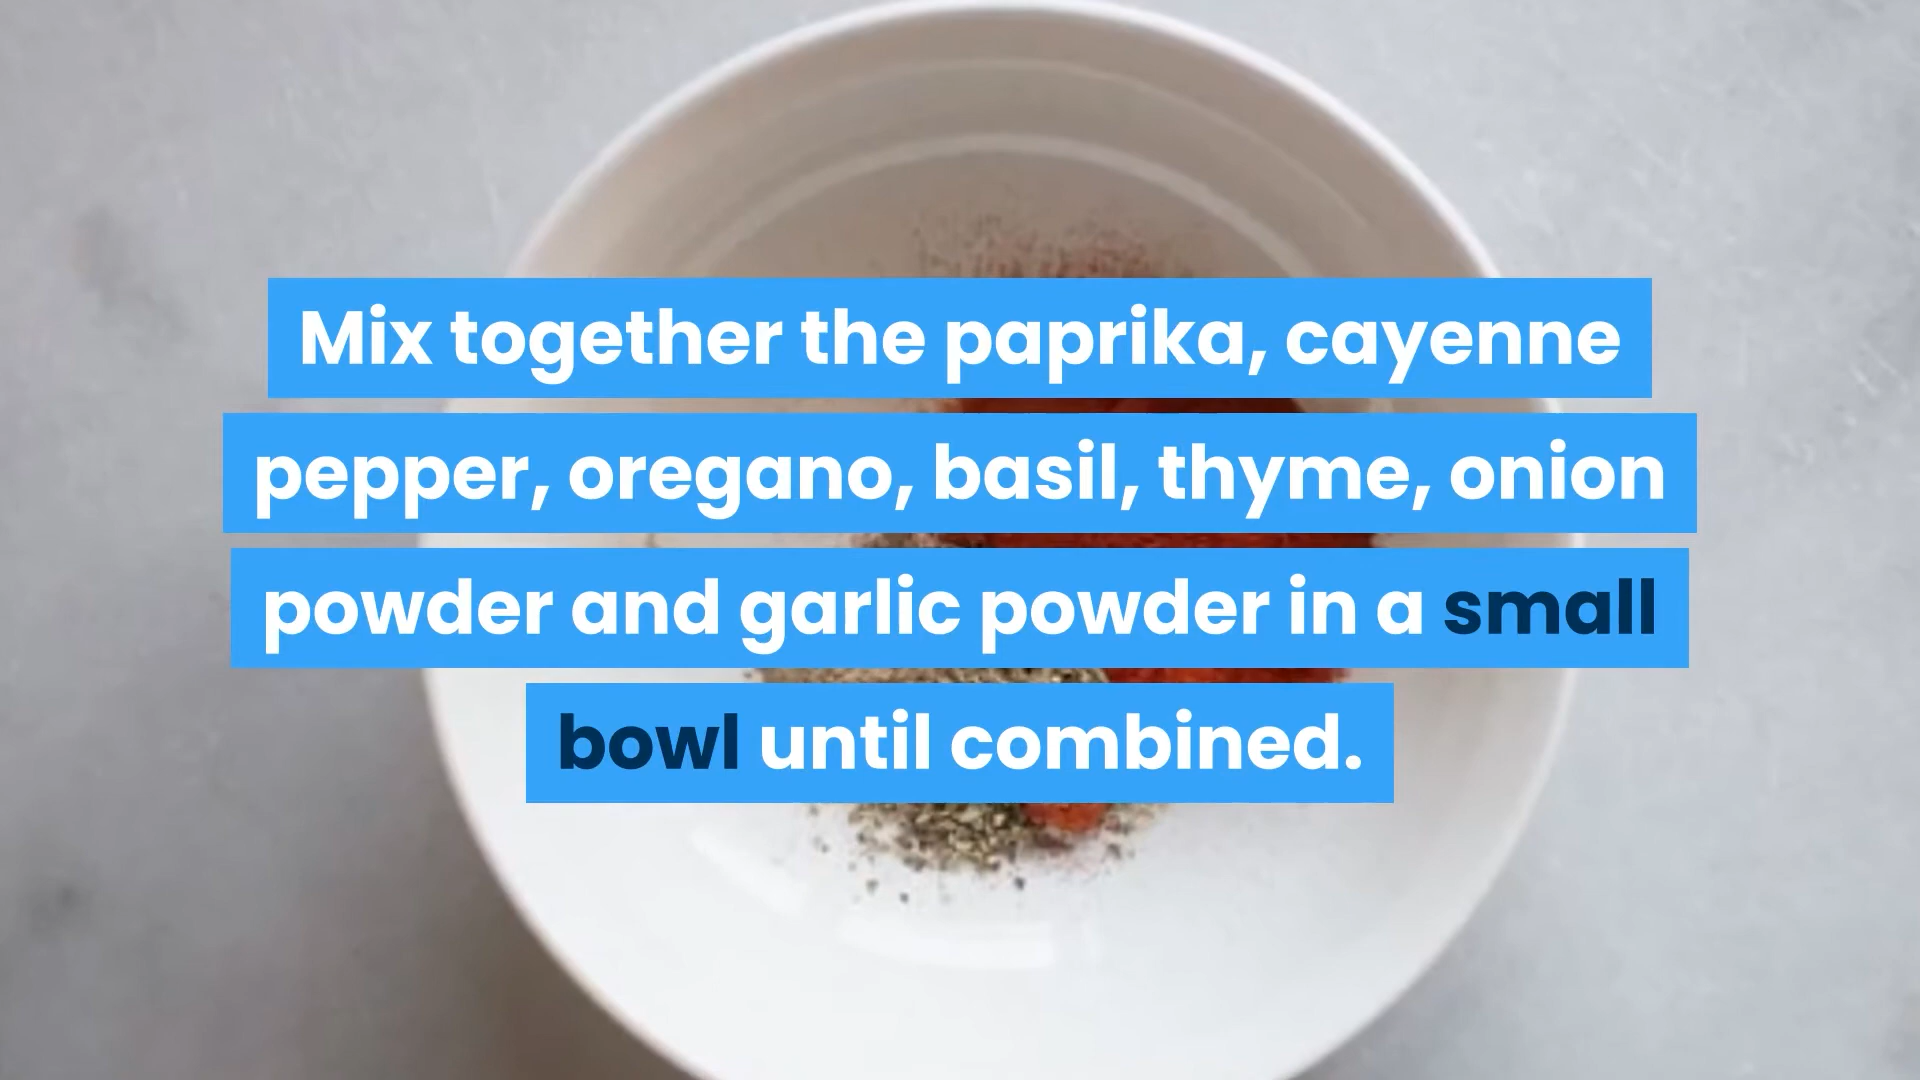 Mix together the paprika, cayenne
pepper, oregano, basil, thyme, onion
powder and garlic powder in a small
bowl until combined.